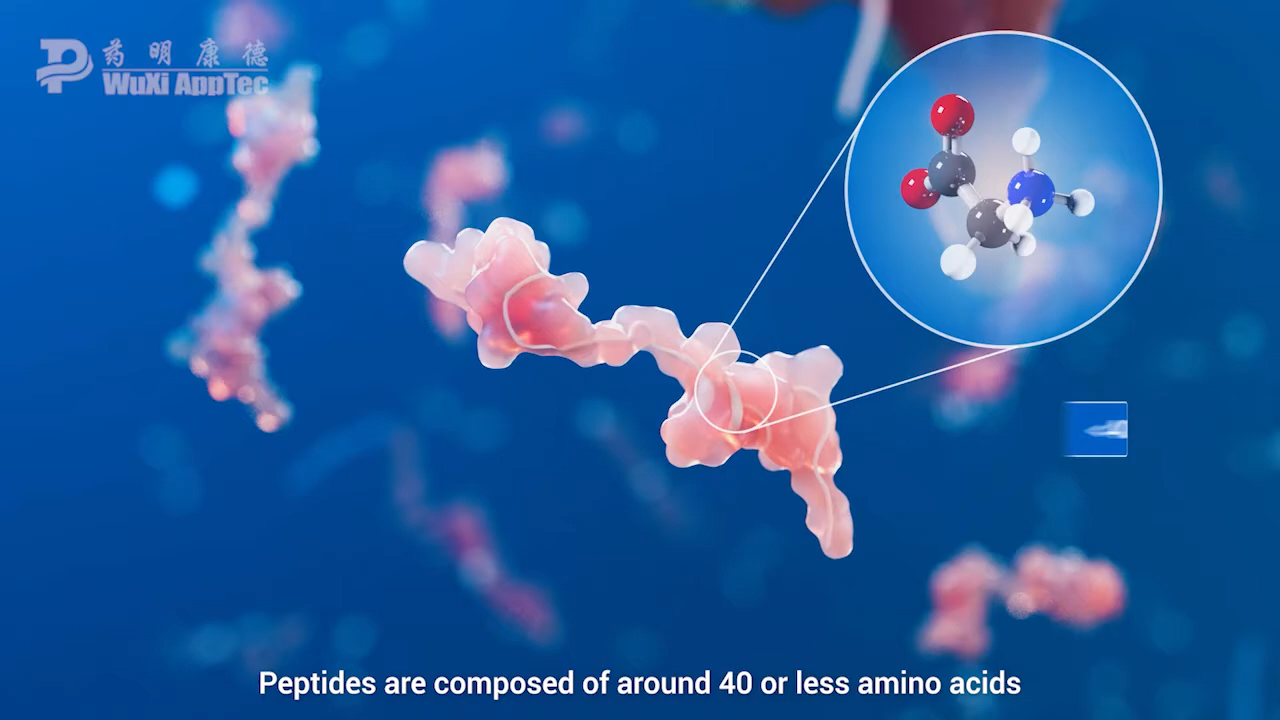 药明康德
WuXi AppTec
Peptides are composed of around 40 or less amino acids